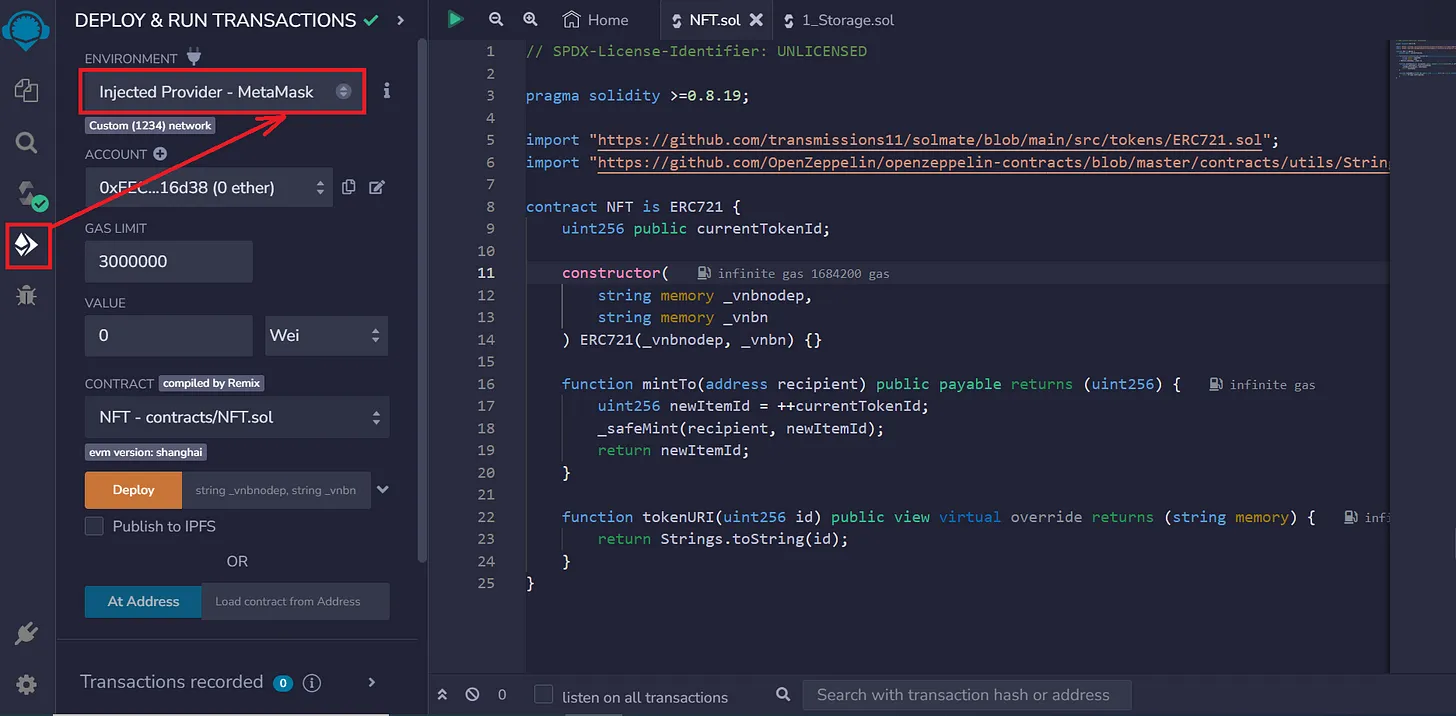 DEPLOY & RUN TRANSACTIONS
ENVIRONMENT
Injected Provider - MetaMask
i
Custom (1234) network
ACCOUNT
0xFEC...16d38 (0 ether)
GAS LIMIT
3000000
VALUE
0 Wei
CONTRACT compiled by Remix
NFT - contracts/NFT.sol
evm version: shanghai
Deploy string _vnbnodep, string _vnbn
Publish to IPFS
OR
At Address Load contract from Address
Transactions recorded 0 i
Home NFT.sol 1_Storage.sol
1 // SPDX-License-Identifier: UNLICENSED
2
3 pragma solidity >=0.8.19;
4
5 import "https://github.com/transmissions11/solmate/blob/main/src/tokens/ERC721.sol";
6 import "https://github.com/OpenZeppelin/openzeppelin-contracts/blob/master/contracts/utils/Strin
7
8 contract NFT is ERC721 {
9 uint256 public currentTokenId;
10
11 constructor( infinite gas 1684200 gas
12 string memory _vnbnodep,
13 string memory _vnbn
14 ) ERC721(_vnbnodep, _vnbn) {}
15
16 function mintTo(address recipient) public payable returns (uint256) { infinite gas
17 uint256 newItemId = ++currentTokenId;
18 _safeMint(recipient, newItemId);
19 return newItemId;
20 }
21
22 function tokenURI(uint256 id) public view virtual override returns (string memory) { infi
23 return Strings.toString(id);
24 }
25 }
0 listen on all transactions Search with transaction hash or address